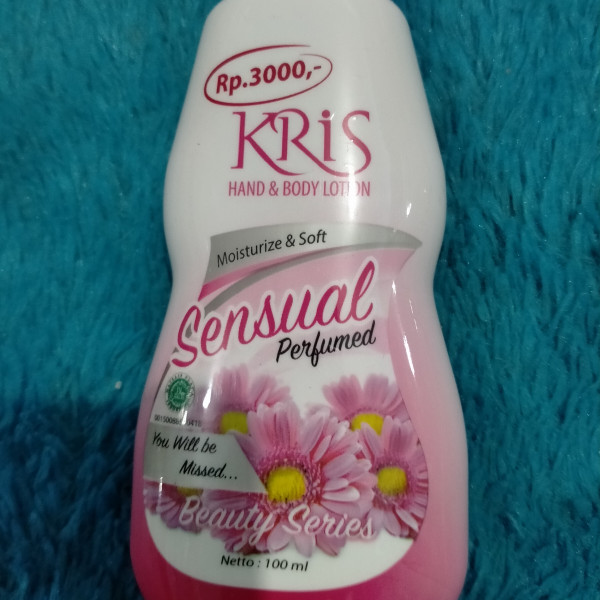 Rp.3000,-
KRiS
HAND & BODY LOTION
Moisturize & Soft
Sensual
Perfumed
You Will be
Missed...
Beauty Series
Netto : 100 ml